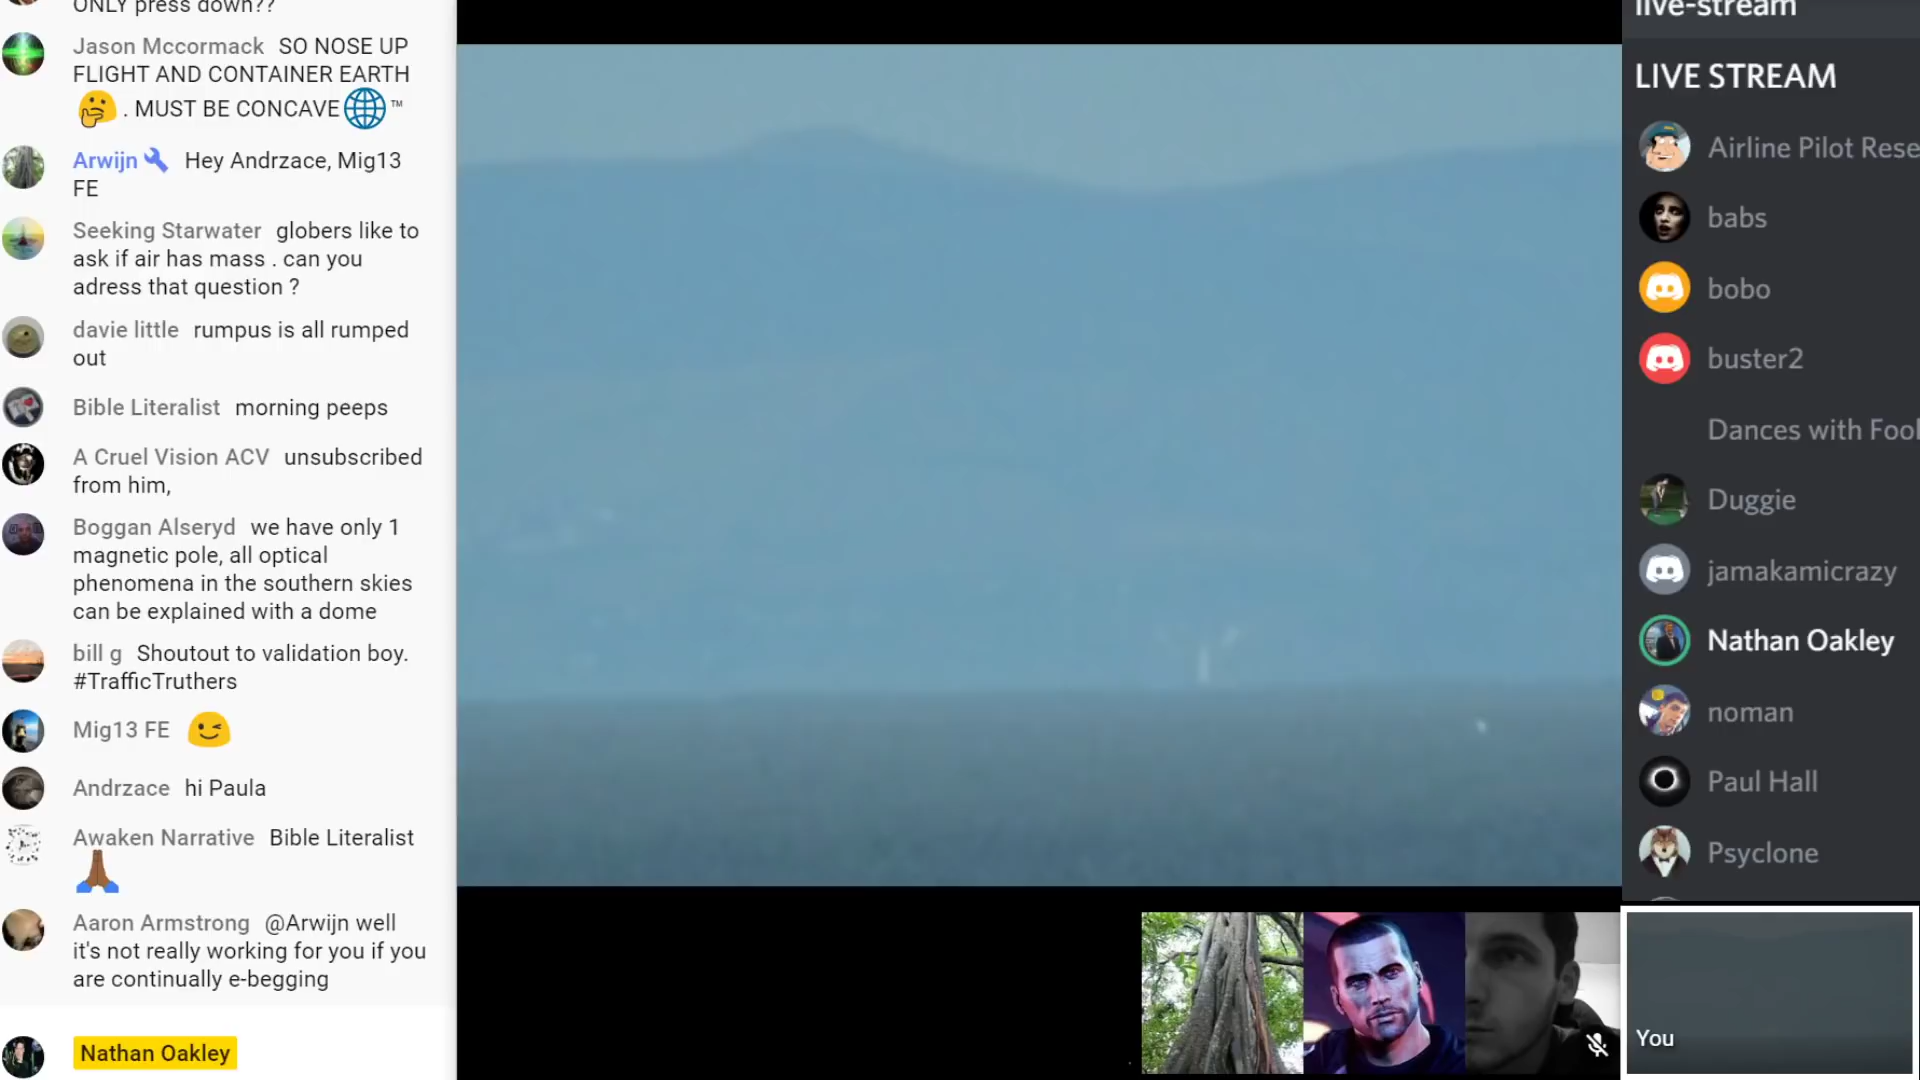 ONLY press down??
Jason Mccormack SO NOSE UP
FLIGHT AND CONTAINER EARTH
. MUST BE CONCAVE ™
Arwijn Hey Andrzace, Mig13
FE
Seeking Starwater globers like to
ask if air has mass . can you
adress that question ?
davie little rumpus is all rumped
out
Bible Literalist morning peeps
A Cruel Vision ACV unsubscribed
from him,
Boggan Alseryd we have only 1
magnetic pole, all optical
phenomena in the southern skies
can be explained with a dome
bill g Shoutout to validation boy.
#TrafficTruthers
Mig13 FE
Andrzace hi Paula
Awaken Narrative Bible Literalist
Aaron Armstrong @Arwijn well
it's not really working for you if you
are continually e-begging
Nathan Oakley
live-stream
LIVE STREAM
Airline Pilot Rese
babs
bobo
buster2
Dances with Fool
Duggie
jamakamicrazy
Nathan Oakley
noman
Paul Hall
Psyclone
You